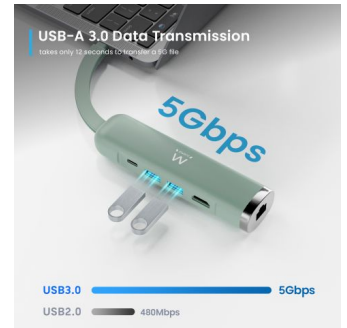 USB-A 3.0 Data Transmission
takes only 12 seconds to transfer a 5G file
5Gbps
USB3.0 5Gbps
USB2.0 480Mbps